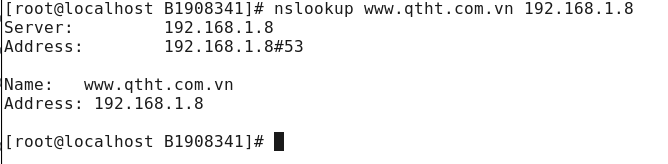 [root@localhost B1908341]# nslookup www.qtht.com.vn 192.168.1.8
Server:         192.168.1.8
Address:        192.168.1.8#53

Name:   www.qtht.com.vn
Address: 192.168.1.8

[root@localhost B1908341]#